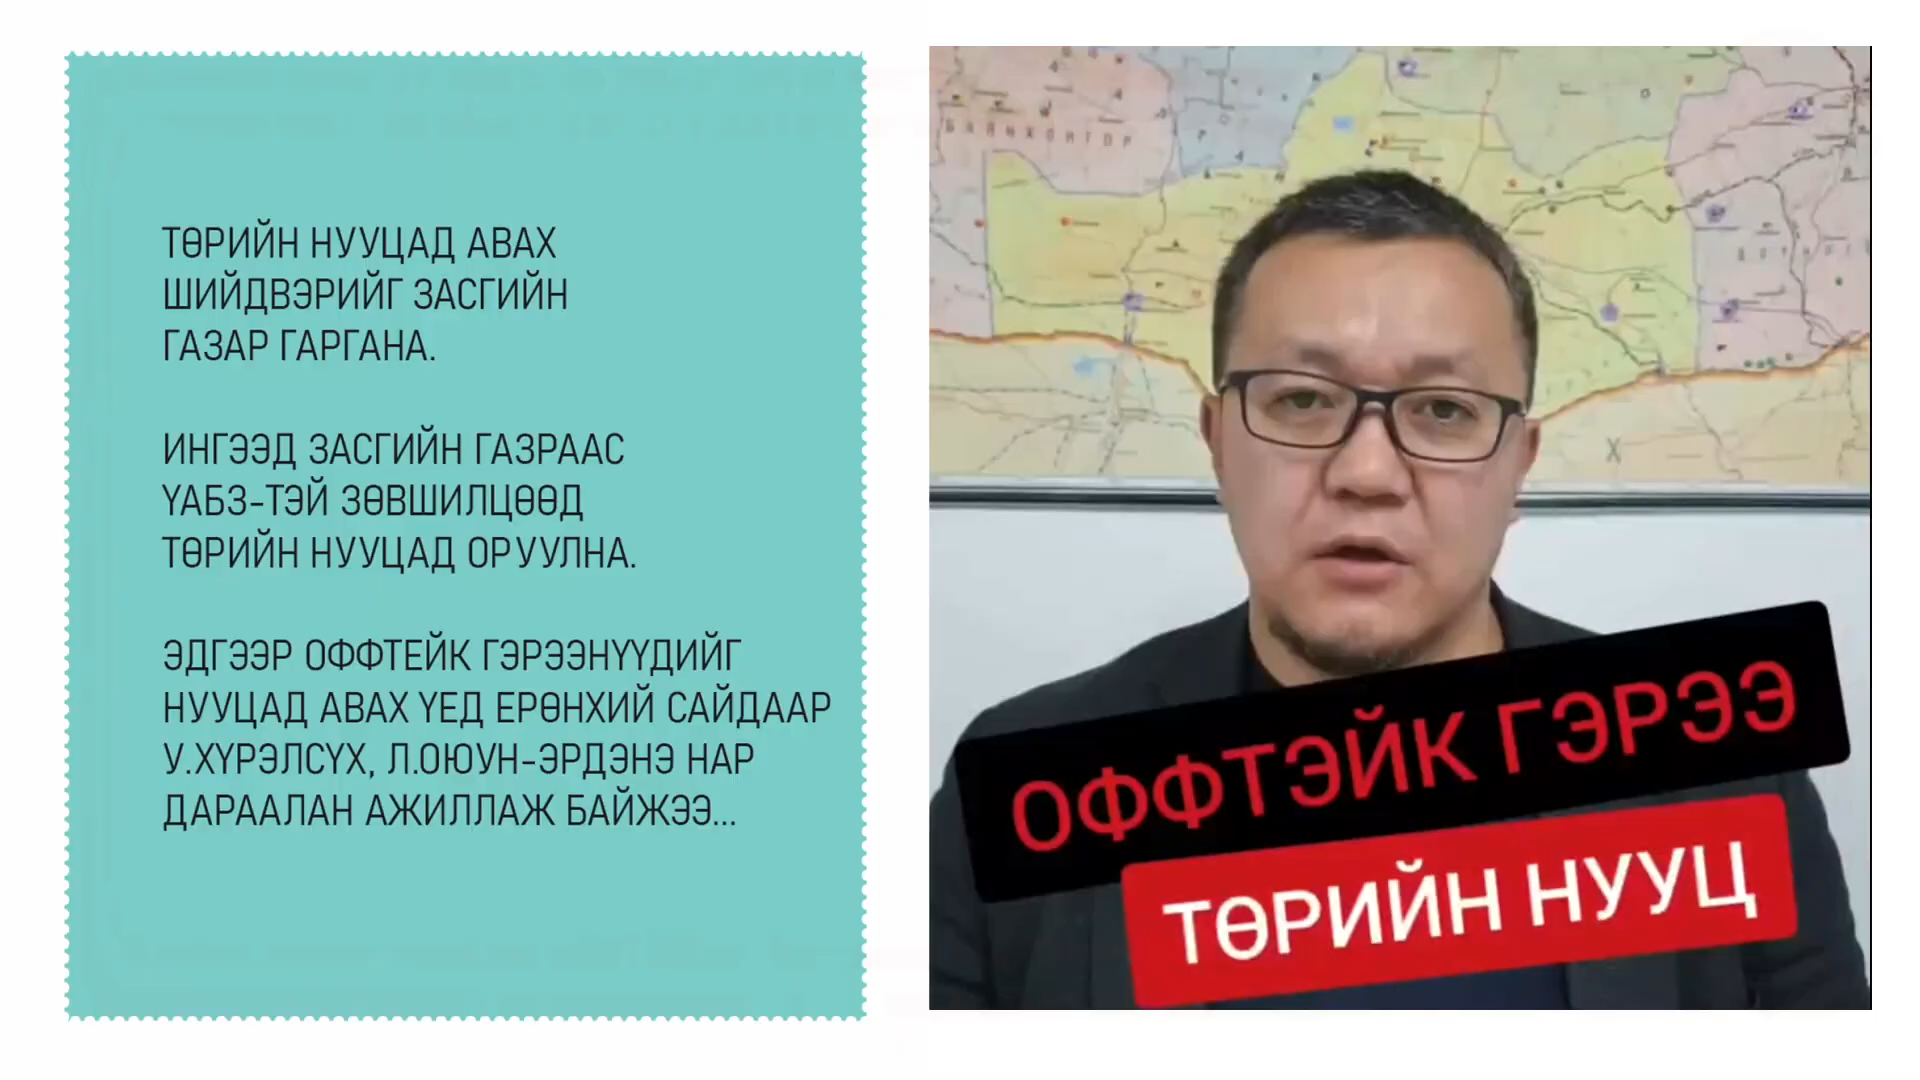 ТӨРИЙН НУУЦАД АВАХ
ШИЙДВЭРИЙГ ЗАСГИЙН
ГАЗАР ГАРГАНА.
ИНГЭЭД ЗАСГИЙН ГАЗРААС
ҮАБЗ-ТЭЙ ЗӨВШИЛЦӨӨД
ТӨРИЙН НУУЦАД ОРУУЛНА.
ЭДГЭЭР ОФФТЕЙК ГЭРЭЭНҮҮДИЙГ
НУУЦАД АВАХ ҮЕД ЕРӨНХИЙ САЙДААР
У.ХҮРЭЛСҮХ, Л.ОЮУН-ЭРДЭНЭ НАР
ДАРААЛАН АЖИЛЛАЖ БАЙЖЭЭ...
БАЯНХОНГОР
Х
ОФФТЭЙК ГЭРЭЭ
ТӨРИЙН НУУЦ